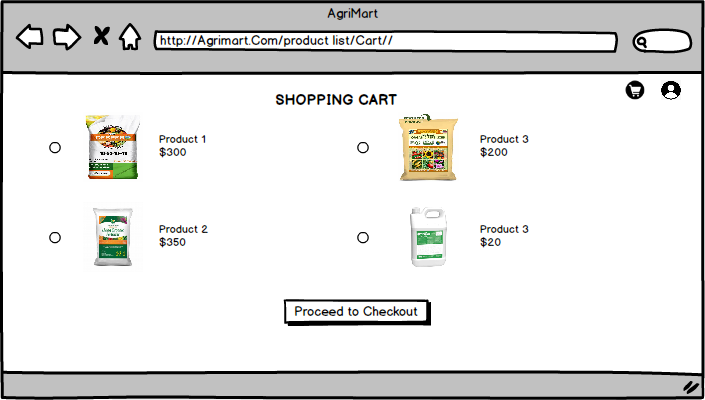 AgriMart
http://Agrimart.Com/product list/Cart//
SHOPPING CART
Product 1
$300
Product 3
$200
Product 2
$350
Product 3
$20
Proceed to Checkout